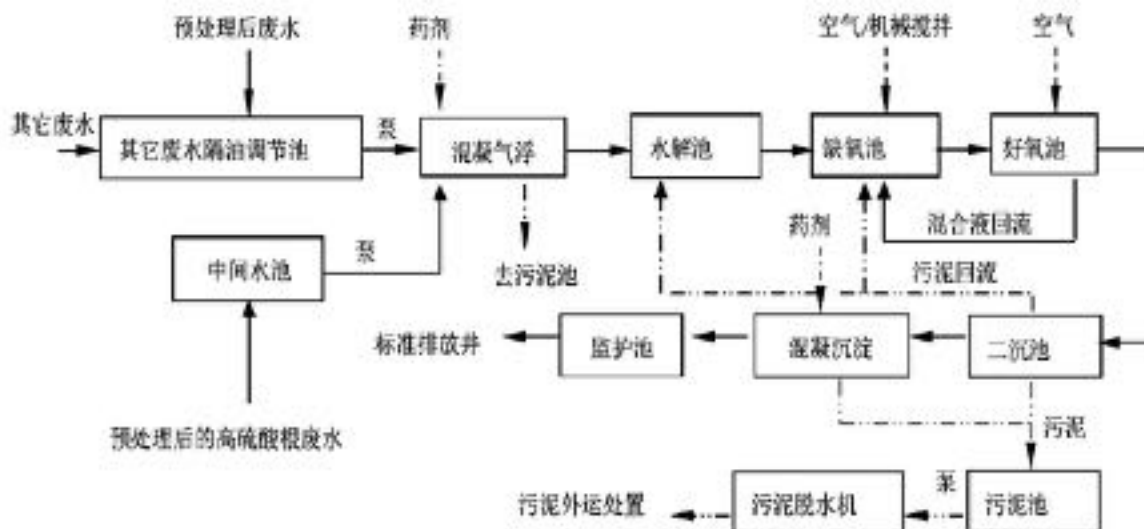 预处理后废水
药剂
空气/机械搅拌
空气
其它废水
其它废水隔油调节池
泵
混凝气浮
水解池
缺氧池
好氧池
中间水池
泵
去污泥池
药剂
混合液回流
污泥回流
标准排放井
监护池
混凝沉淀
二沉池
预处理后的高硫酸根废水
污泥
污泥外运处置
污泥脱水机
泵
污泥池